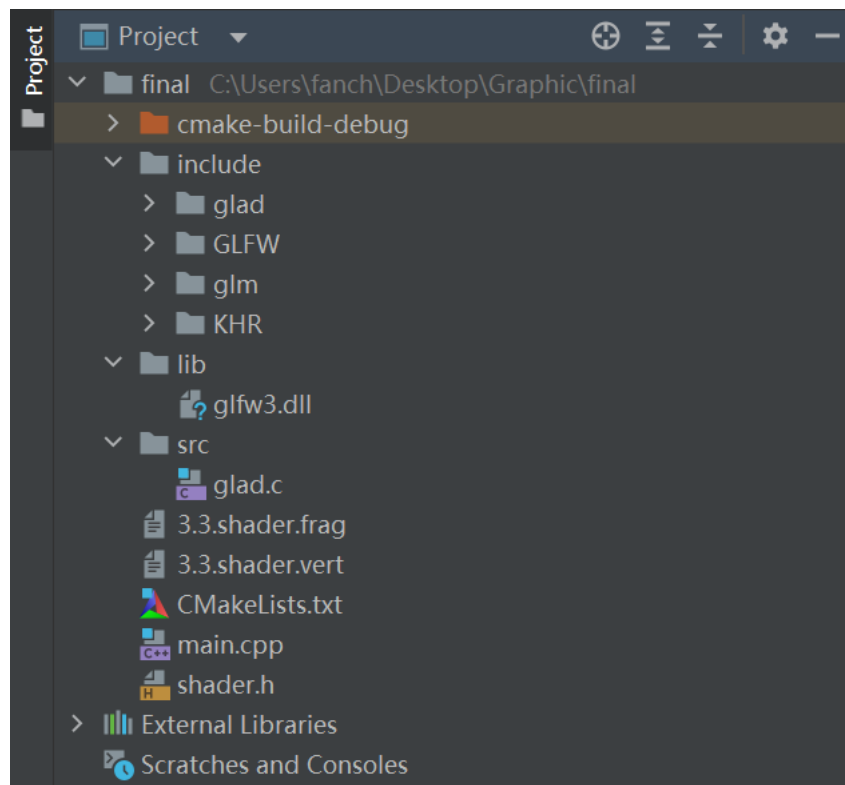 Project
Project
final C:\Users\fanch\Desktop\Graphic\final
cmake-build-debug
include
glad
GLFW
glm
KHR
lib
glfw3.dll
src
glad.c
3.3.shader.frag
3.3.shader.vert
CMakeLists.txt
main.cpp
shader.h
External Libraries
Scratches and Consoles